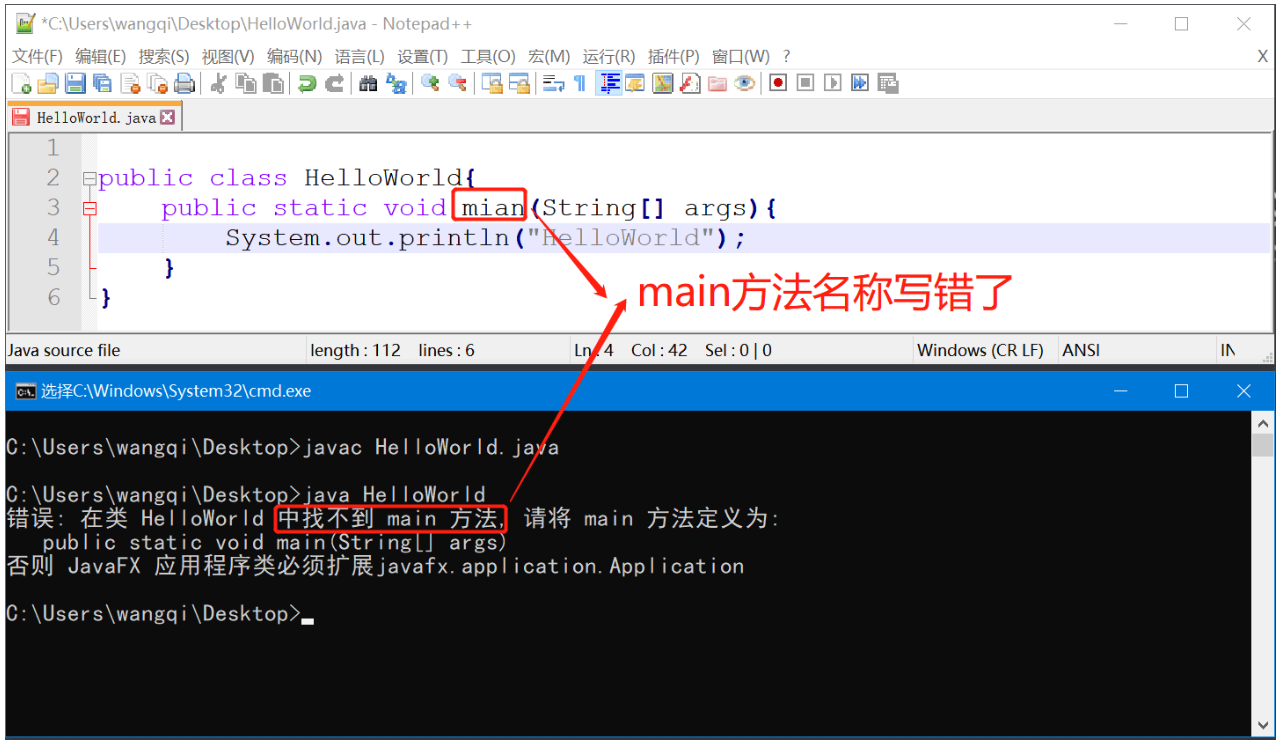 *C:\Users\wangqi\Desktop\HelloWorld.java - Notepad++
文件(F) 编辑(E) 搜索(S) 视图(V) 编码(N) 语言(L) 设置(T) 工具(O) 宏(M) 运行(R) 插件(P) 窗口(W) ? X
HelloWorld.java
1
2 public class HelloWorld{
3 public static void mian(String[] args){
4 System.out.println("HelloWorld");
5 }
6 }
main方法名称写错了
Java source file length : 112 lines : 6 Ln : 4 Col : 42 Sel : 0 | 0 Windows (CR LF) ANSI IN
选择C:\Windows\System32\cmd.exe
C:\Users\wangqi\Desktop>javac HelloWorld.java
C:\Users\wangqi\Desktop>java HelloWorld
错误: 在类 HelloWorld 中找不到 main 方法, 请将 main 方法定义为:
public static void main(String[] args)
否则 JavaFX 应用程序类必须扩展javafx.application.Application
C:\Users\wangqi\Desktop>